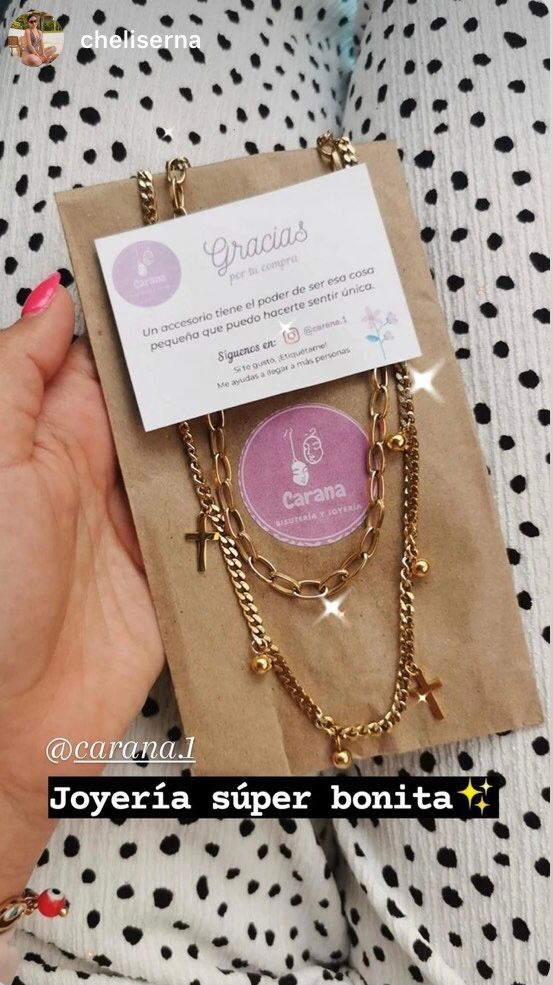 cheliserna
Gracias
por tu compra
Carana
Un accesorio tiene el poder de ser esa cosa
pequeña que puedo hacerte sentir única.
Síguenos en: @carana.1
Si te gusto, ¡Etiquétame!
Me ayudas a llegar a más personas
Carana
BISUTERÍA Y JOYERÍA
@carana.1
Joyería súper bonita✨